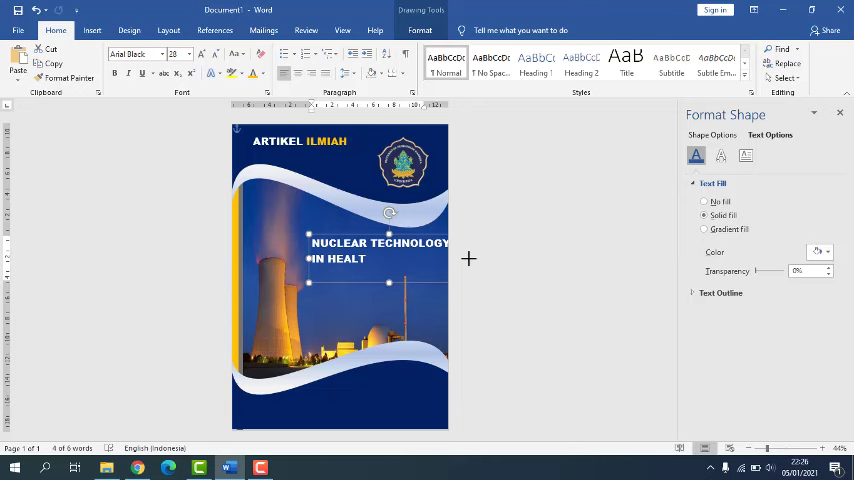 Document1 - Word
Drawing Tools
Sign in
File
Home
Insert
Design
Layout
References
Mailings
Review
View
Help
Format
Tell me what you want to do
Share
Paste
Cut
Copy
Format Painter
Clipboard
Arial Black
28
Font
Paragraph
AaBbCcDc
¶ Normal
AaBbCcDc
¶ No Spac...
AaBbCcD
Heading 1
AaBbCcD
Heading 2
AaB
Title
AaBbCcD
Subtitle
AaBbCcD
Subtle Em...
Styles
Find
Replace
Select
Editing
ARTIKEL ILMIAH
NUCLEAR TECHNOLOGY
IN HEALT
Format Shape
Shape Options
Text Options
Text Fill
No fill
Solid fill
Gradient fill
Color
Transparency
0%
Text Outline
Page 1 of 1
4 of 6 words
English (Indonesia)
44%
22:26
05/01/2021